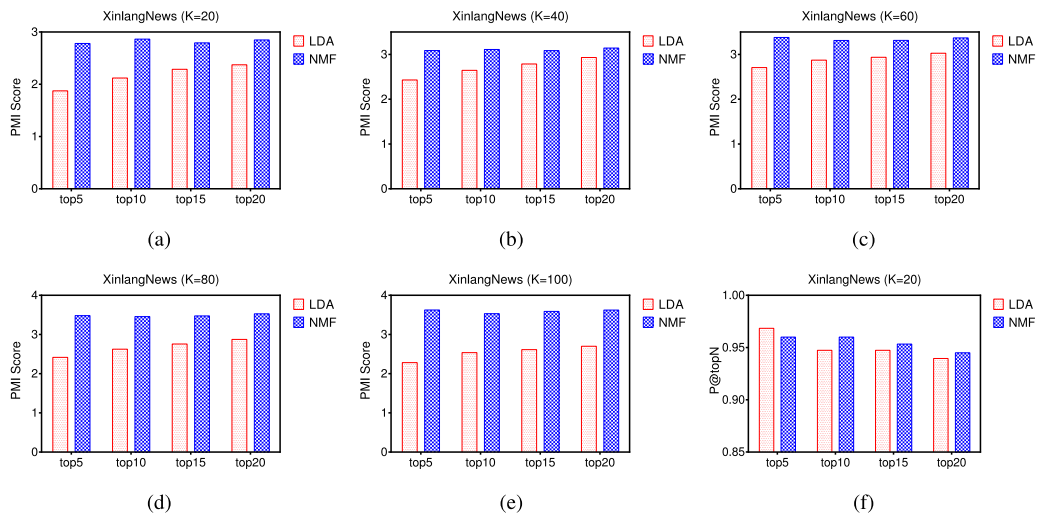 XinlangNews (K=20)
PMI Score
3
2
1
0
top5 top10 top15 top20
LDA
NMF
(a)
XinlangNews (K=40)
PMI Score
3
2
1
0
top5 top10 top15 top20
LDA
NMF
(b)
XinlangNews (K=60)
PMI Score
3
2
1
0
top5 top10 top15 top20
LDA
NMF
(c)
XinlangNews (K=80)
PMI Score
4
3
2
1
0
top5 top10 top15 top20
LDA
NMF
(d)
XinlangNews (K=100)
PMI Score
4
3
2
1
0
top5 top10 top15 top20
LDA
NMF
(e)
XinlangNews (K=20)
P@topN
1.00
0.95
0.90
0.85
top5 top10 top15 top20
LDA
NMF
(f)